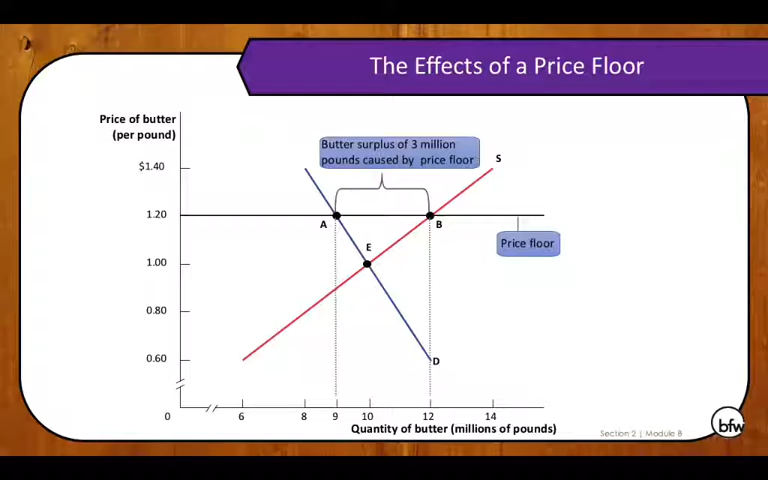 The Effects of a Price Floor
Price of butter
(per pound)
Butter surplus of 3 million
pounds caused by price floor
S
$1.40
1.20
A
B
Price floor
E
1.00
0.80
0.60
D
0
6
8
9
10
12
14
Quantity of butter (millions of pounds)
Section 2 | Module 8
bfw